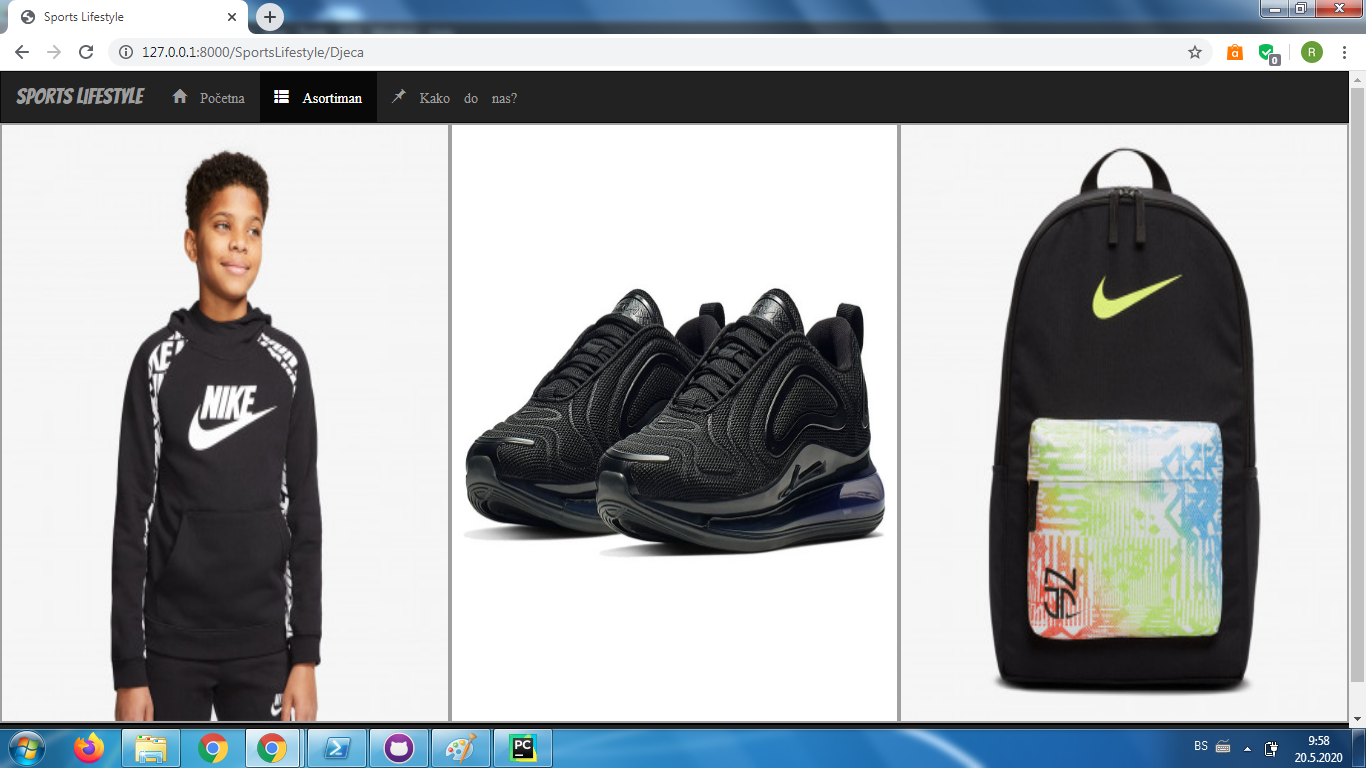 Sports Lifestyle
127.0.0.1:8000/SportsLifestyle/Djeca
R
0
SPORTS LIFESTYLE Početna Asortiman Kako do nas?
NIKE
NIKE
PC
BS
9:58
20.5.2020